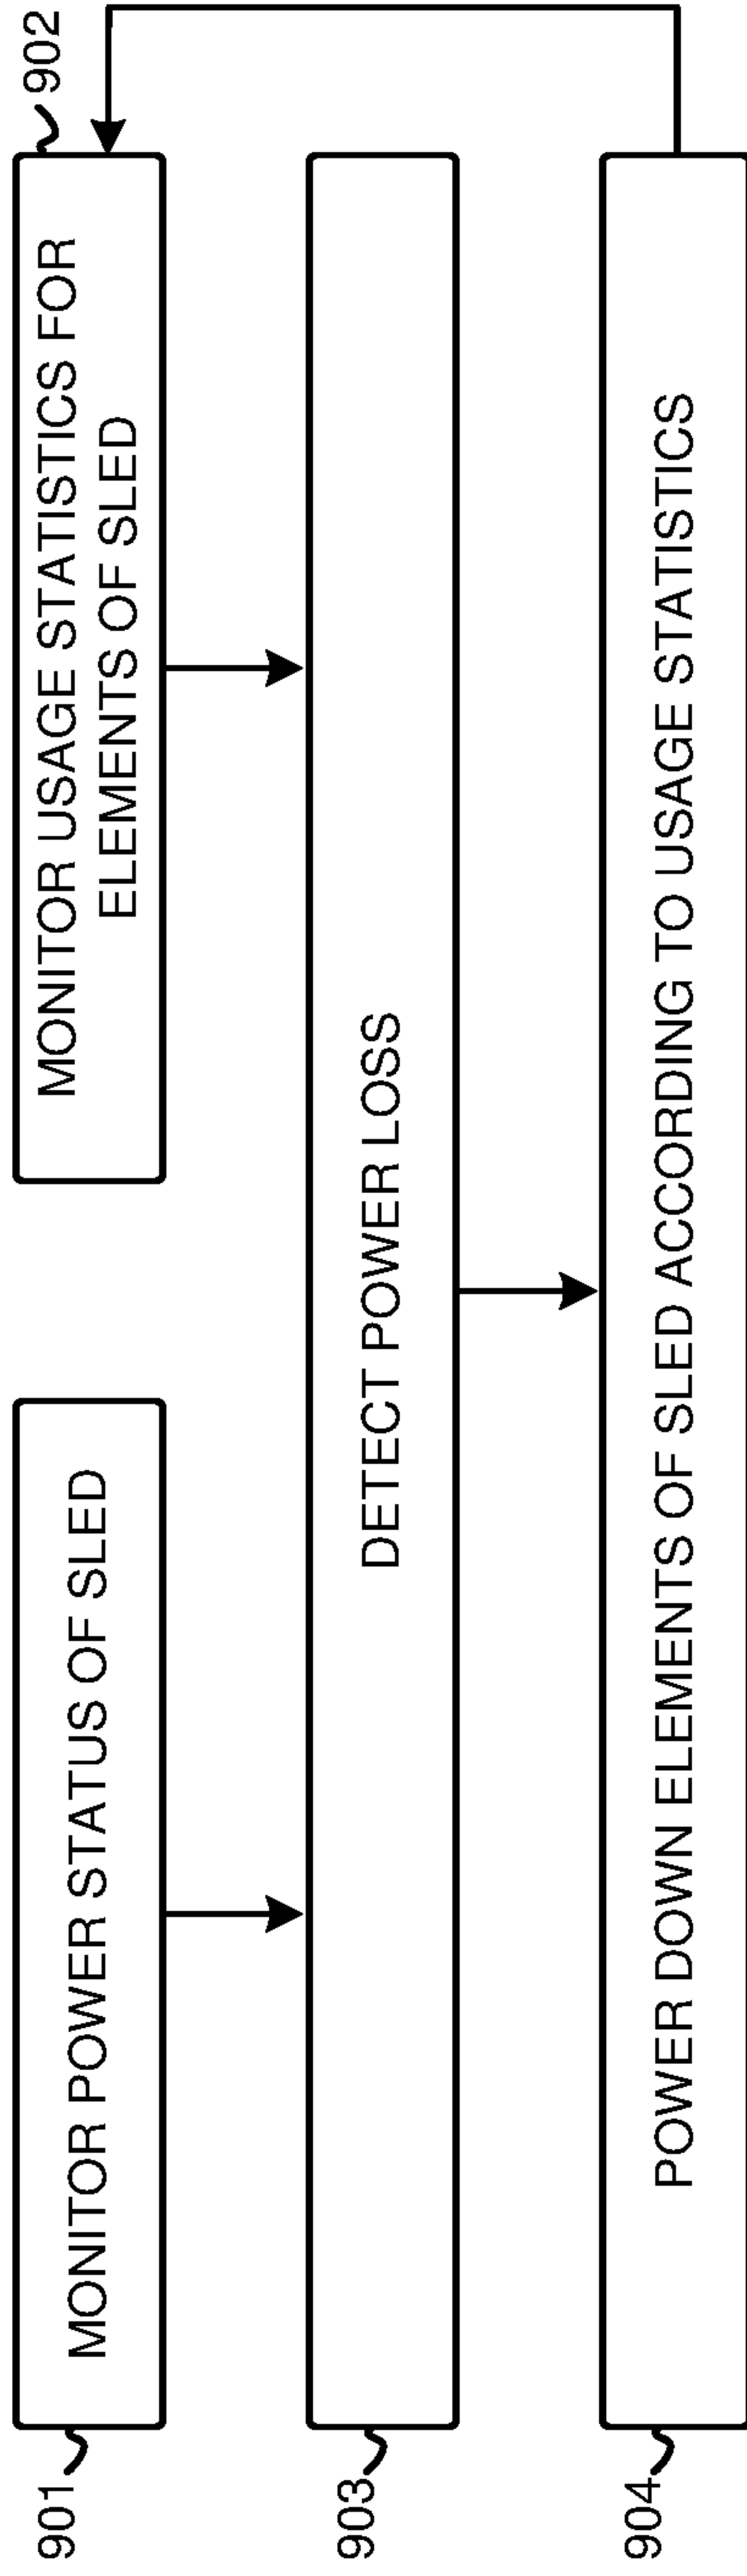 901
MONITOR POWER STATUS OF SLED
902
MONITOR USAGE STATISTICS FOR
ELEMENTS OF SLED
903
DETECT POWER LOSS
904
POWER DOWN ELEMENTS OF SLED ACCORDING TO USAGE STATISTICS